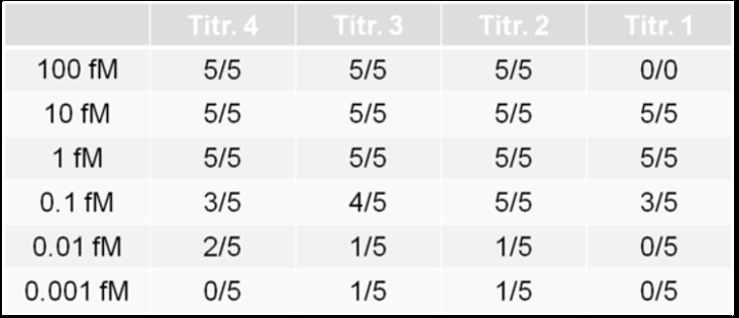 Titr. 4 Titr. 3 Titr. 2 Titr. 1
100 fM 5/5 5/5 5/5 0/0
10 fM 5/5 5/5 5/5 5/5
1 fM 5/5 5/5 5/5 5/5
0.1 fM 3/5 4/5 5/5 3/5
0.01 fM 2/5 1/5 1/5 0/5
0.001 fM 0/5 1/5 1/5 0/5